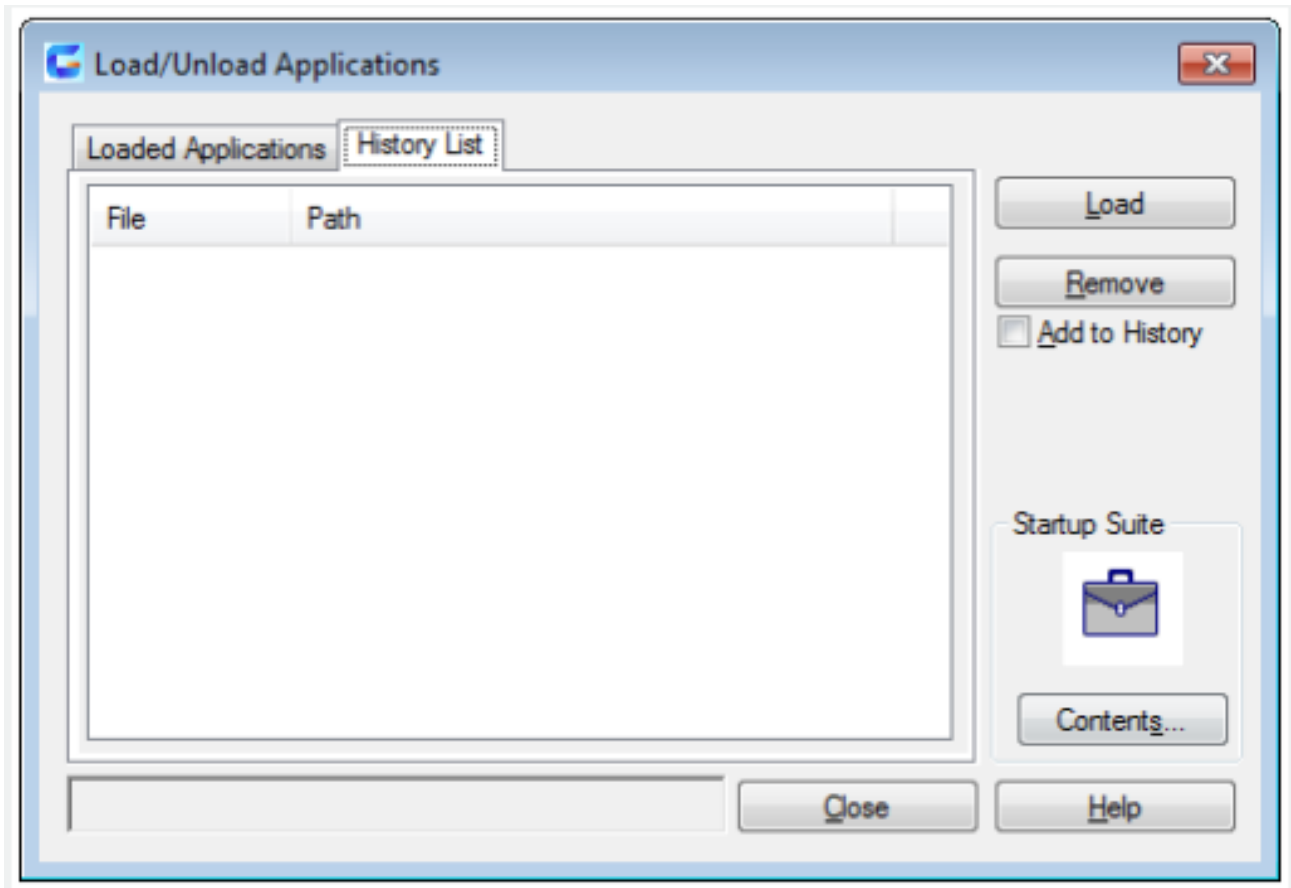 Load/Unload Applications
Loaded Applications History List
File Path
Load
Remove
Add to History
Startup Suite
Contents...
Close Help